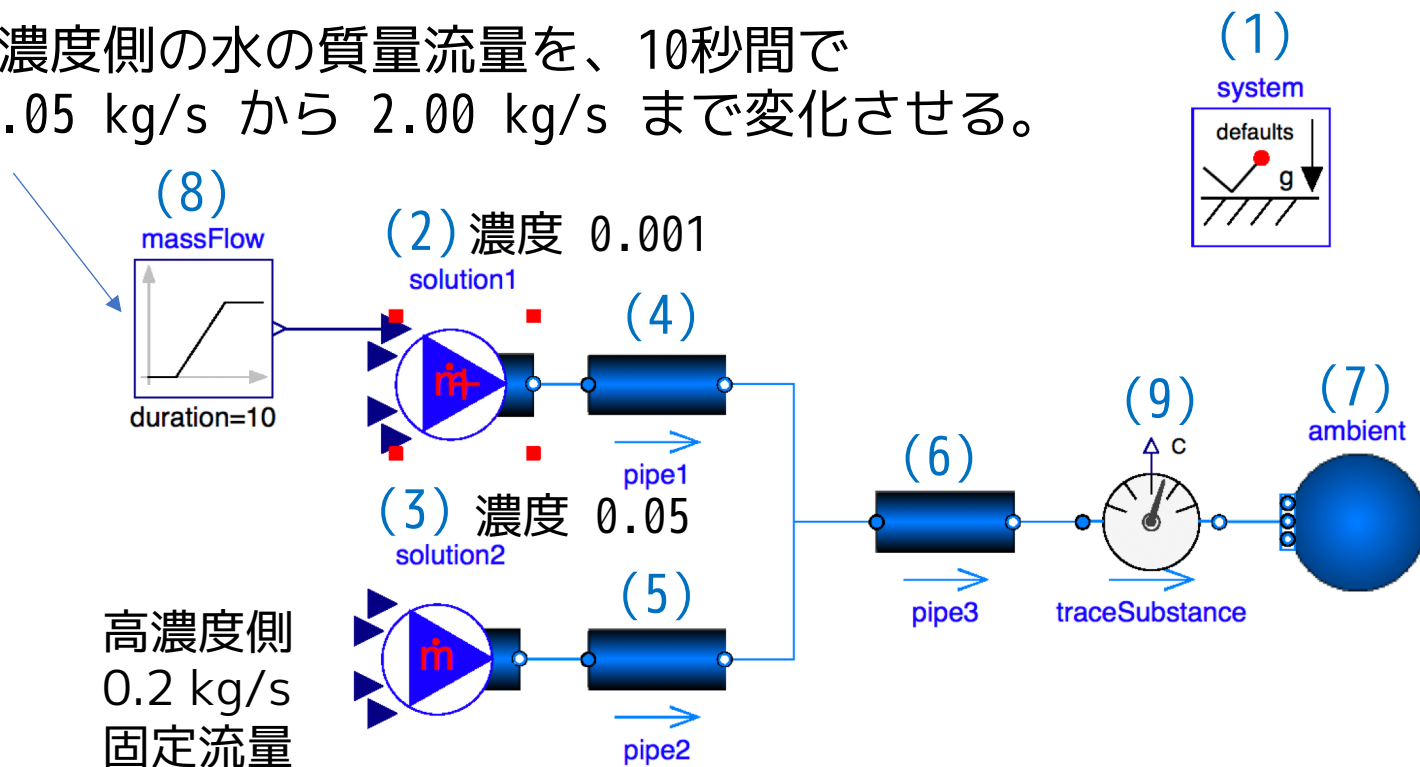 濃度側の水の質量流量を、10秒間で
.05 kg/s から 2.00 kg/s まで変化させる。
(1)
system
defaults
g
(8)
massFlow
duration=10
(2) 濃度 0.001
solution1
ṁ+
(4)
pipe1
(3) 濃度 0.05
solution2
ṁ
(5)
pipe2
高濃度側
0.2 kg/s
固定流量
(6)
pipe3
(9)
C
traceSubstance
(7)
ambient